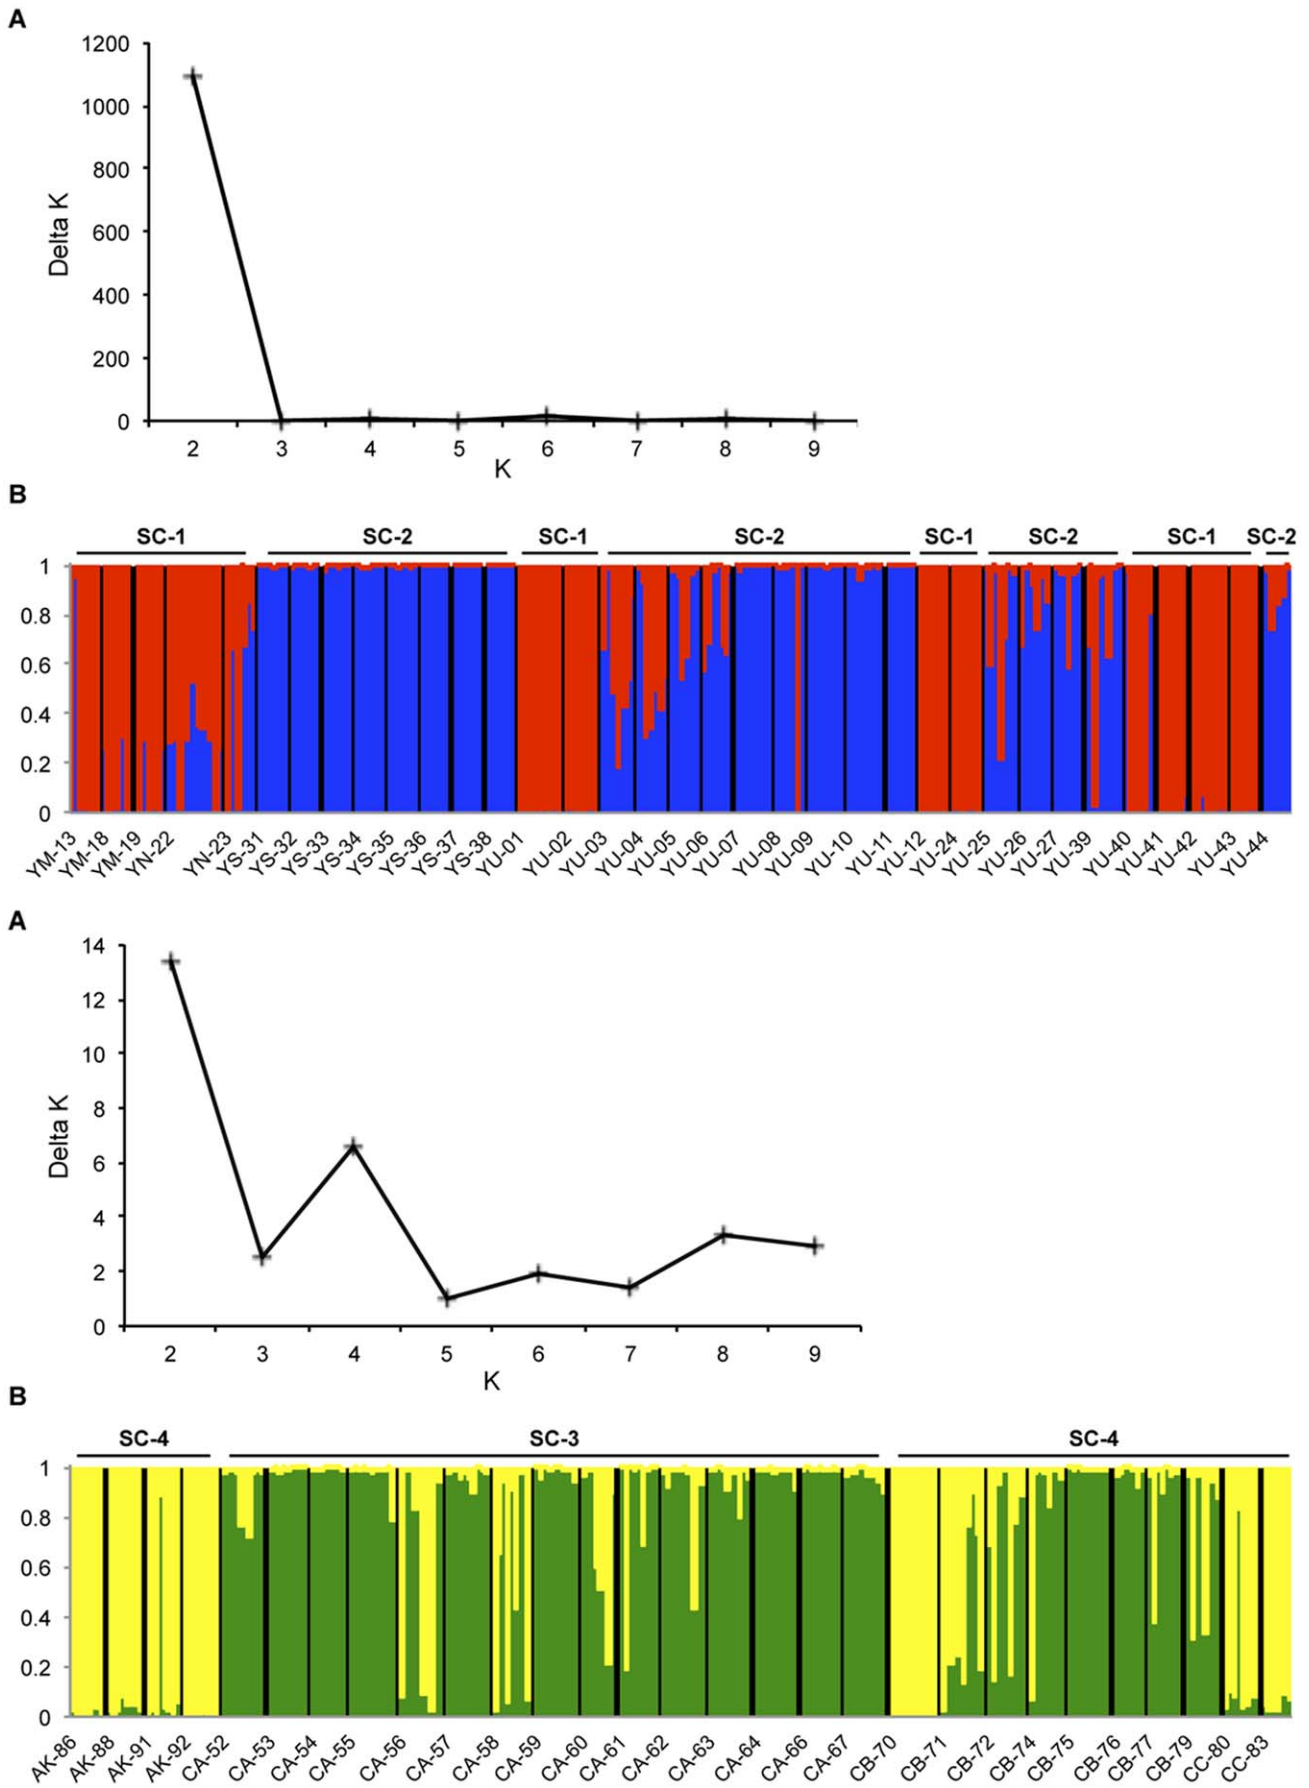 A
1200
1000
800
600
400
200
0
Delta K
2 3 4 5 6 7 8 9
K
B
SC-1 SC-2 SC-1 SC-2 SC-1 SC-2 SC-1 SC-2
1
0.8
0.6
0.4
0.2
0
YM-13 YM-18 YM-19 YN-22 YN-23 YS-31 YS-32 YS-33 YS-34 YS-35 YS-36 YS-37 YS-38 YU-01 YU-02 YU-03 YU-04 YU-05 YU-06 YU-07 YU-08 YU-09 YU-10 YU-11 YU-12 YU-24 YU-25 YU-26 YU-27 YU-39 YU-40 YU-41 YU-42 YU-43 YU-44
A
14
12
10
8
6
4
2
0
Delta K
2 3 4 5 6 7 8 9
K
B
SC-4 SC-3 SC-4
1
0.8
0.6
0.4
0.2
0
AK-86 AK-88 AK-91 AK-92 CA-52 CA-53 CA-54 CA-55 CA-56 CA-57 CA-58 CA-59 CA-60 CA-61 CA-62 CA-63 CA-64 CA-66 CA-67 CB-70 CB-71 CB-72 CB-74 CB-75 CB-76 CB-77 CB-79 CC-80 CC-83